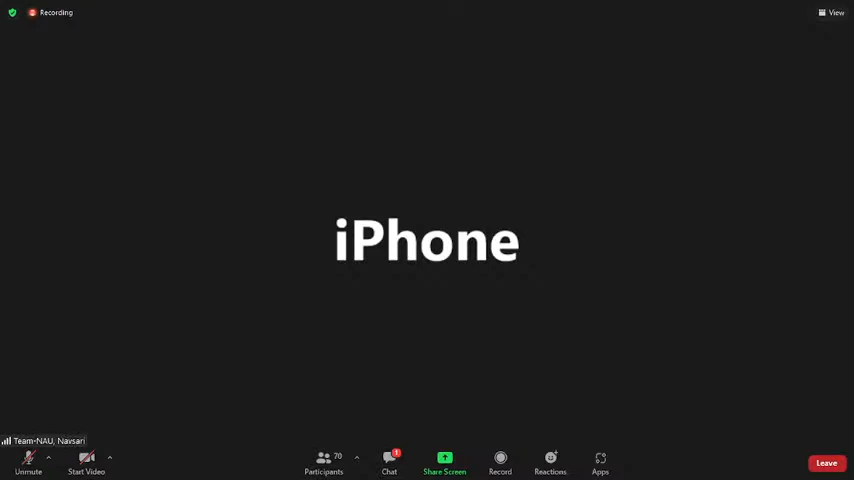 Recording
View
iPhone
Team-NAU, Navsari
Unmute
Start Video
70
Participants
1
Chat
Share Screen
Record
Reactions
Apps
Leave